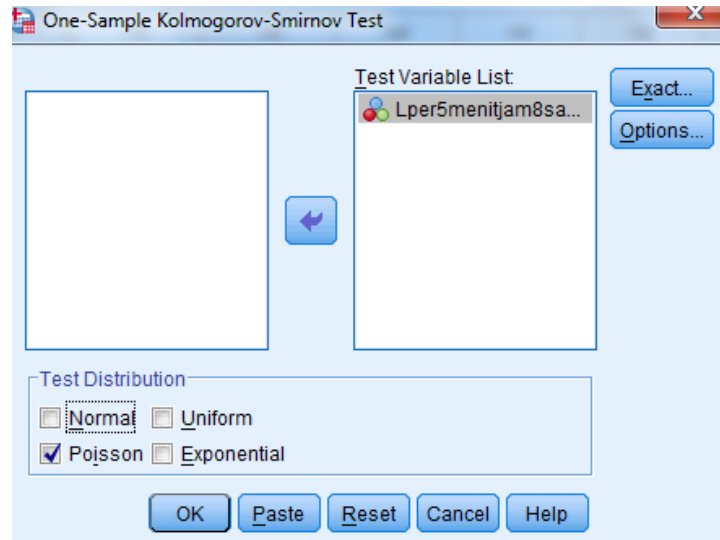 One-Sample Kolmogorov-Smirnov Test
Test Variable List:
Lper5menitjam8sa...
Exact...
Options...
Test Distribution
Normal Uniform
Poisson Exponential
OK Paste Reset Cancel Help